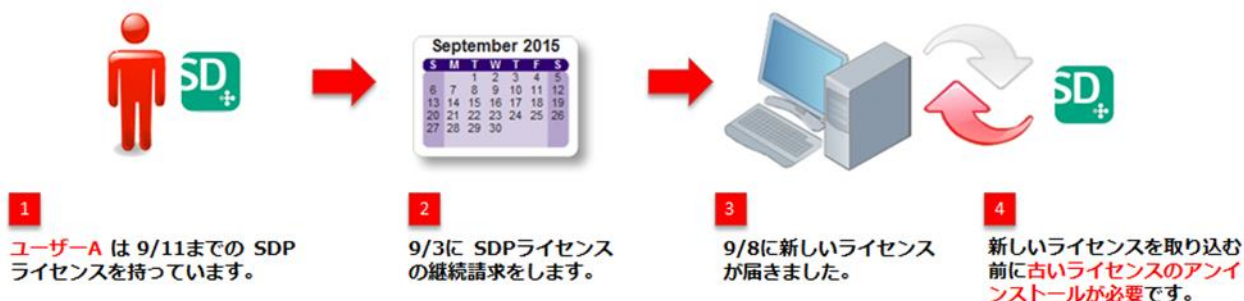 SD
September 2015
S M T W T F S
1 2 3 4 5
6 7 8 9 10 11 12
13 14 15 16 17 18 19
20 21 22 23 24 25 26
27 28 29 30
SD
1
ユーザーA は 9/11までの SDP
ライセンスを持っています。
2
9/3に SDPライセンス
の継続請求をします。
3
9/8に新しいライセンス
が届きました。
4
新しいライセンスを取り込む
前に古いライセンスのアンイ
ンストールが必要です。